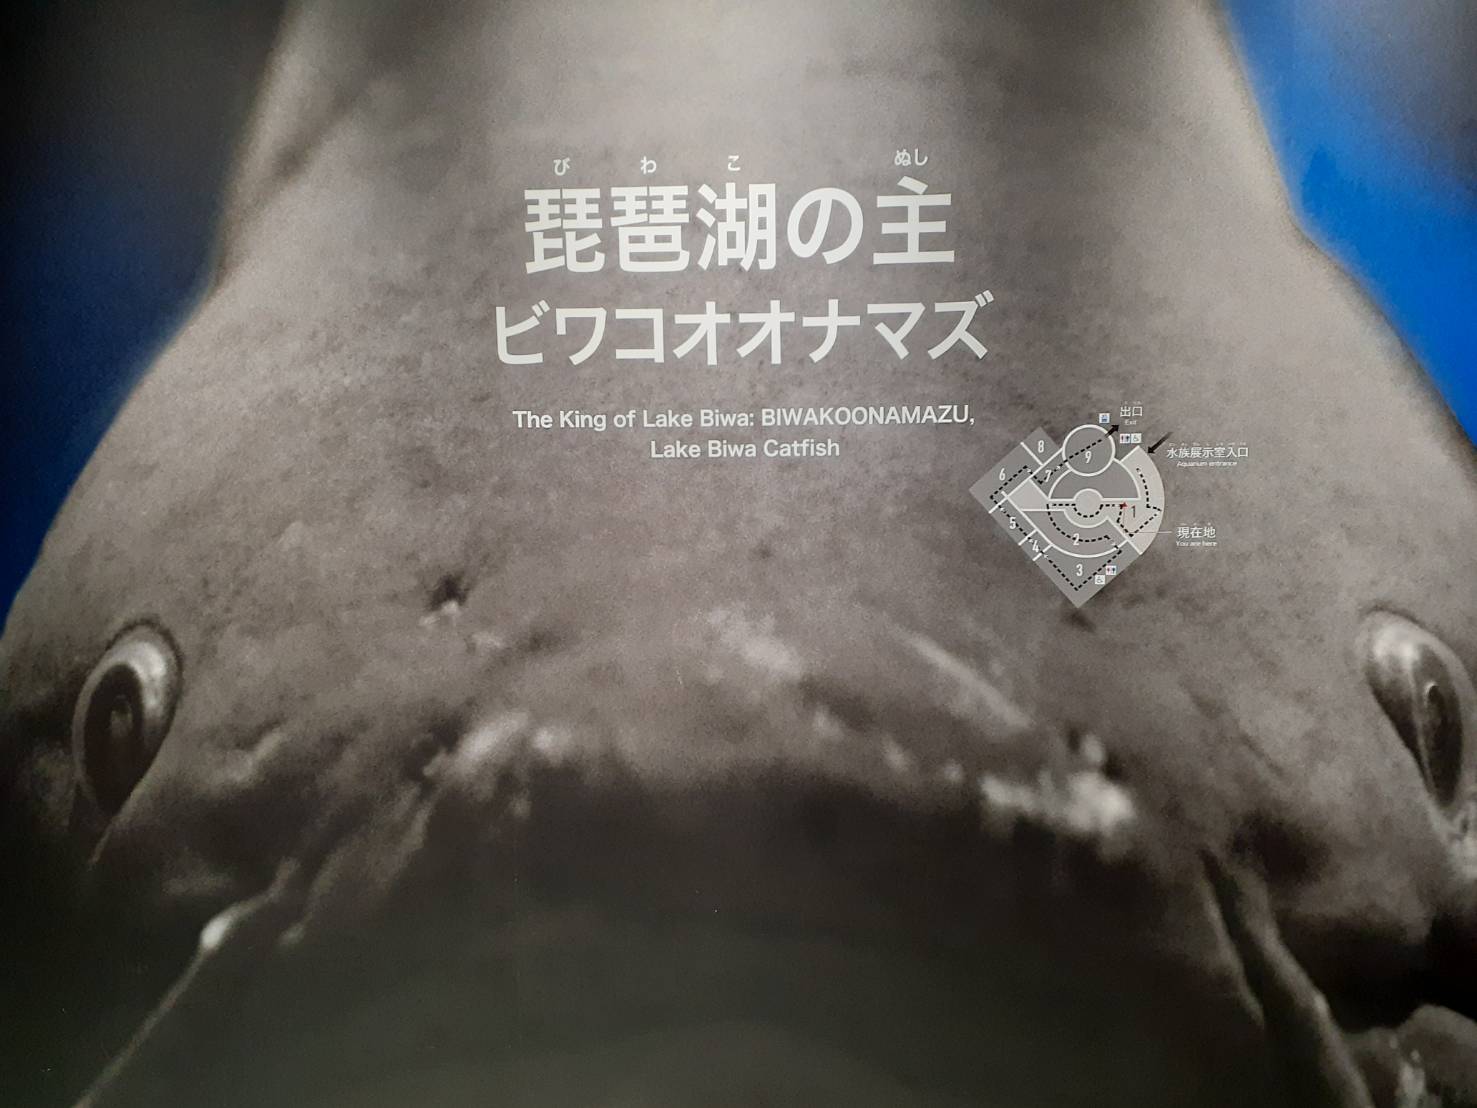 びわこ ぬし
琵琶湖の主
ビワコオオナマズ
The King of Lake Biwa: BIWAKOONAMAZU,
Lake Biwa Catfish
出口
Exit
水族展示室入口
Aquarium entrance
現在地
You are here
8
9
7
6
1
5
2
4
3